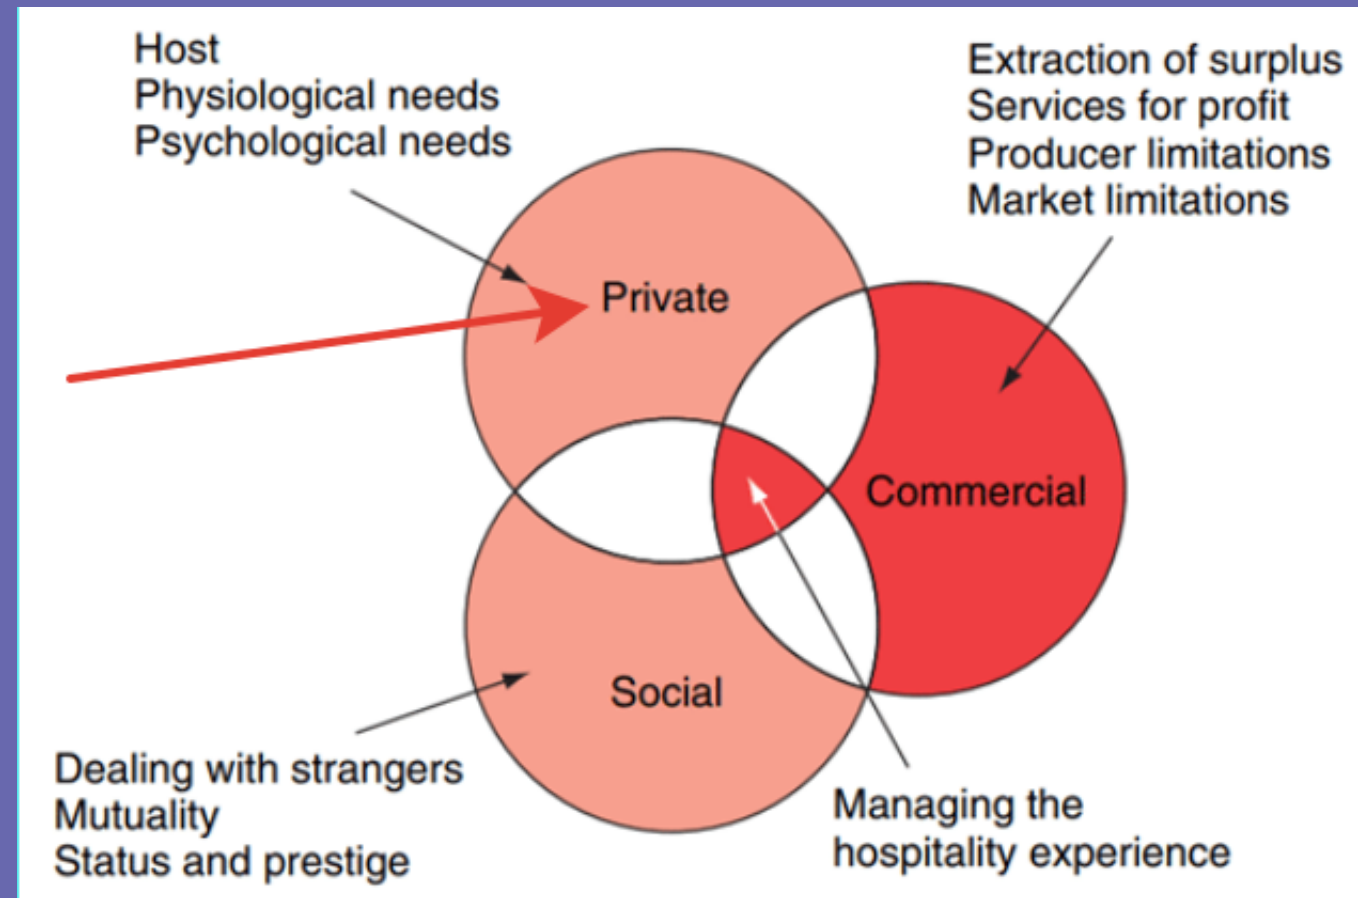 Host
Physiological needs
Psychological needs
Extraction of surplus
Services for profit
Producer limitations
Market limitations
Private
Commercial
Social
Dealing with strangers
Mutuality
Status and prestige
Managing the
hospitality experience